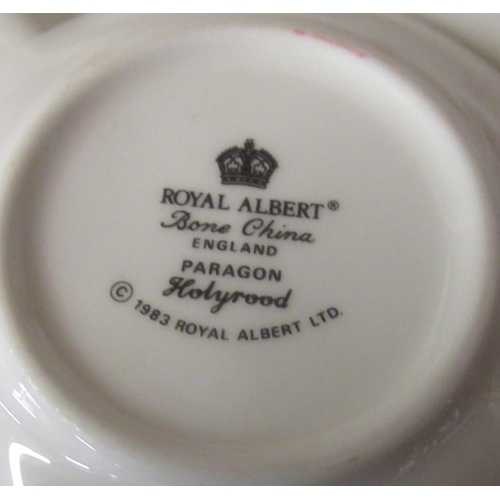 ROYAL ALBERT®
Bone China
ENGLAND
PARAGON
Holyrood
© 1983 ROYAL ALBERT LTD.